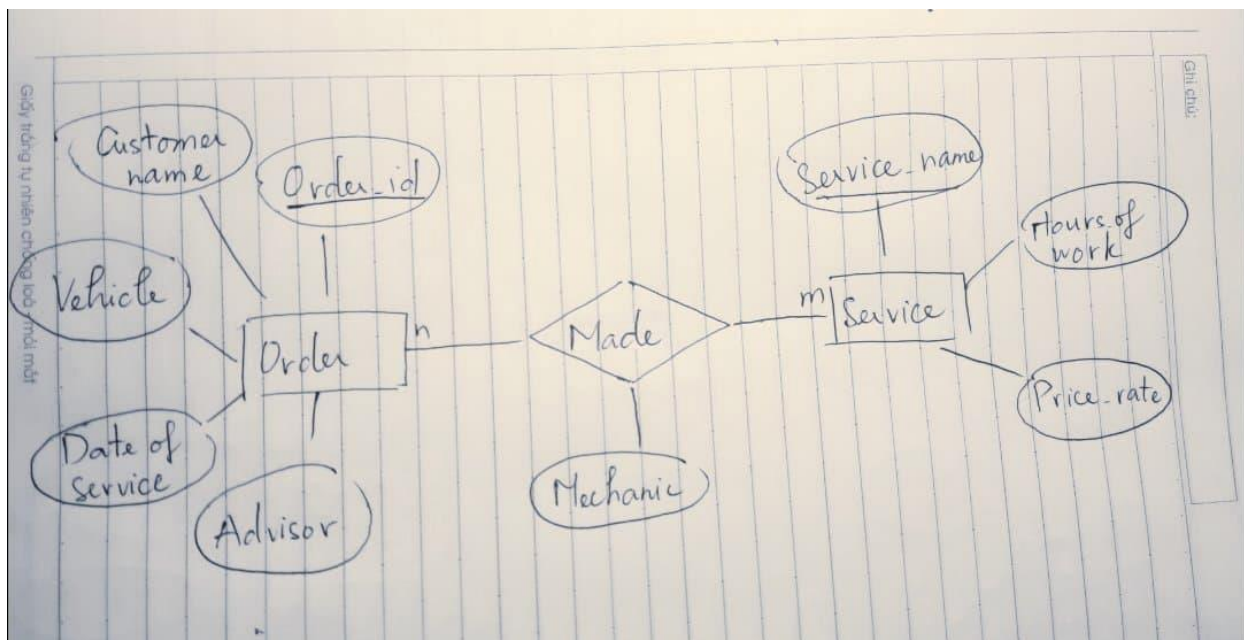 Ghi chú:
Giấy trắng tự nhiên chống loá - mỏi mắt
Customer
name
Order_id
Service_name
Hours of
work
Vehicle
Order
n
Made
m
Service
Price_rate
Date of
service
Advisor
Mechanic